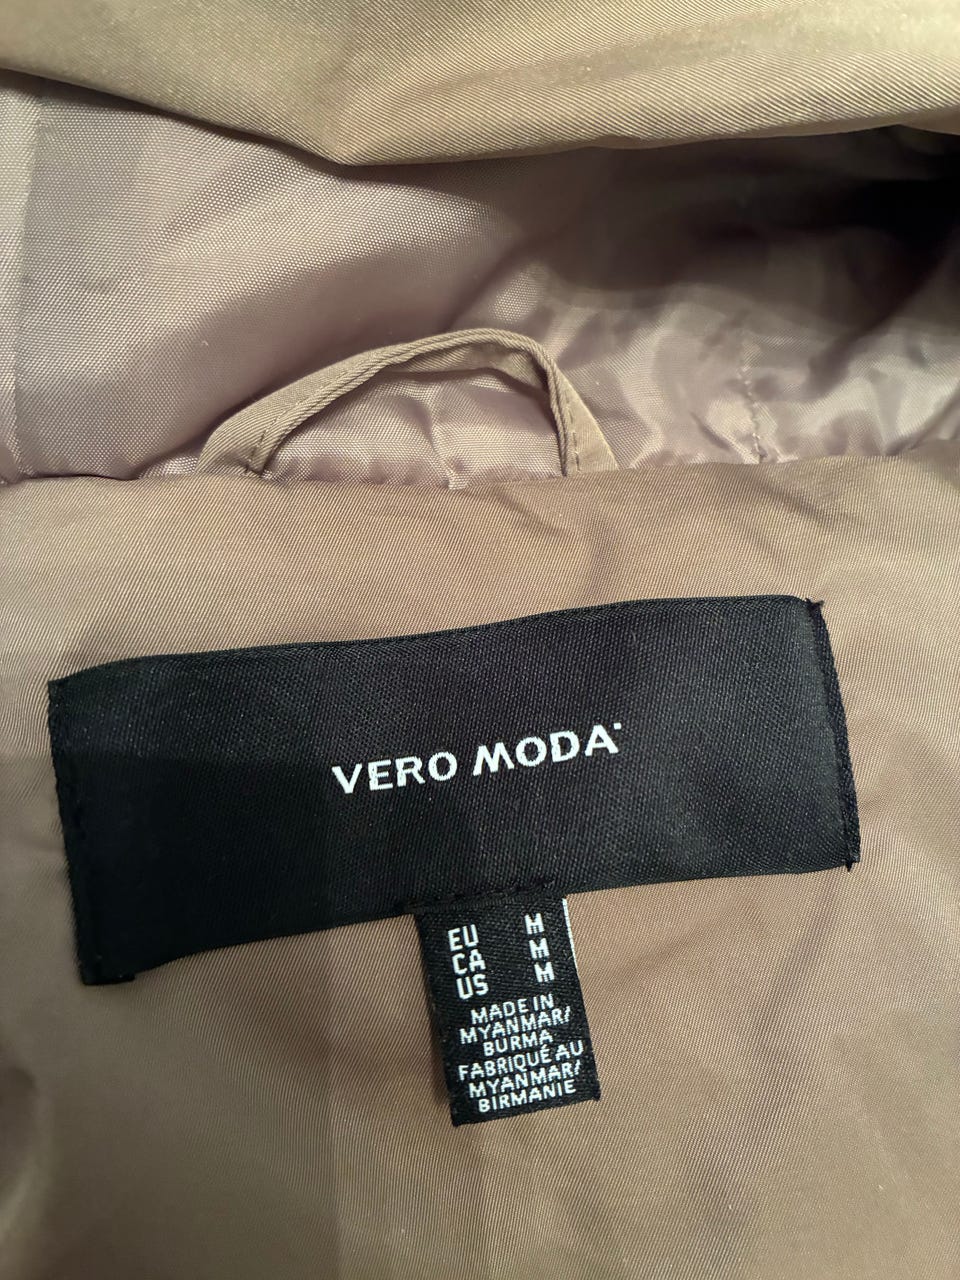 VERO MODA
EU M
CA M
US M
MADE IN
MYANMAR/
BURMA
FABRIQUÉ AU
MYANMAR/
BIRMANIE